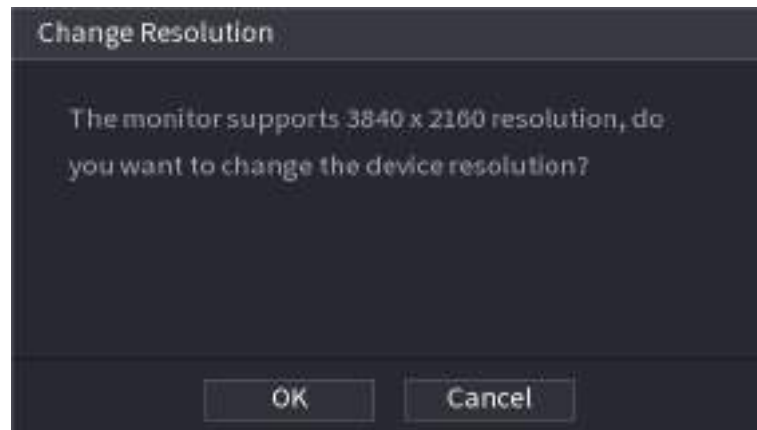 Change Resolution
The monitor supports 3840 x 2160 resolution, do
you want to change the device resolution?
OK
Cancel